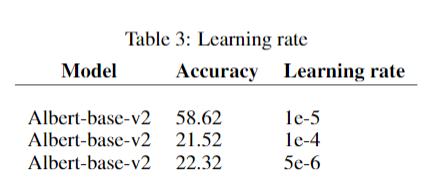 Table 3: Learning rate
Model Accuracy Learning rate
Albert-base-v2 58.62 1e-5
Albert-base-v2 21.52 1e-4
Albert-base-v2 22.32 5e-6